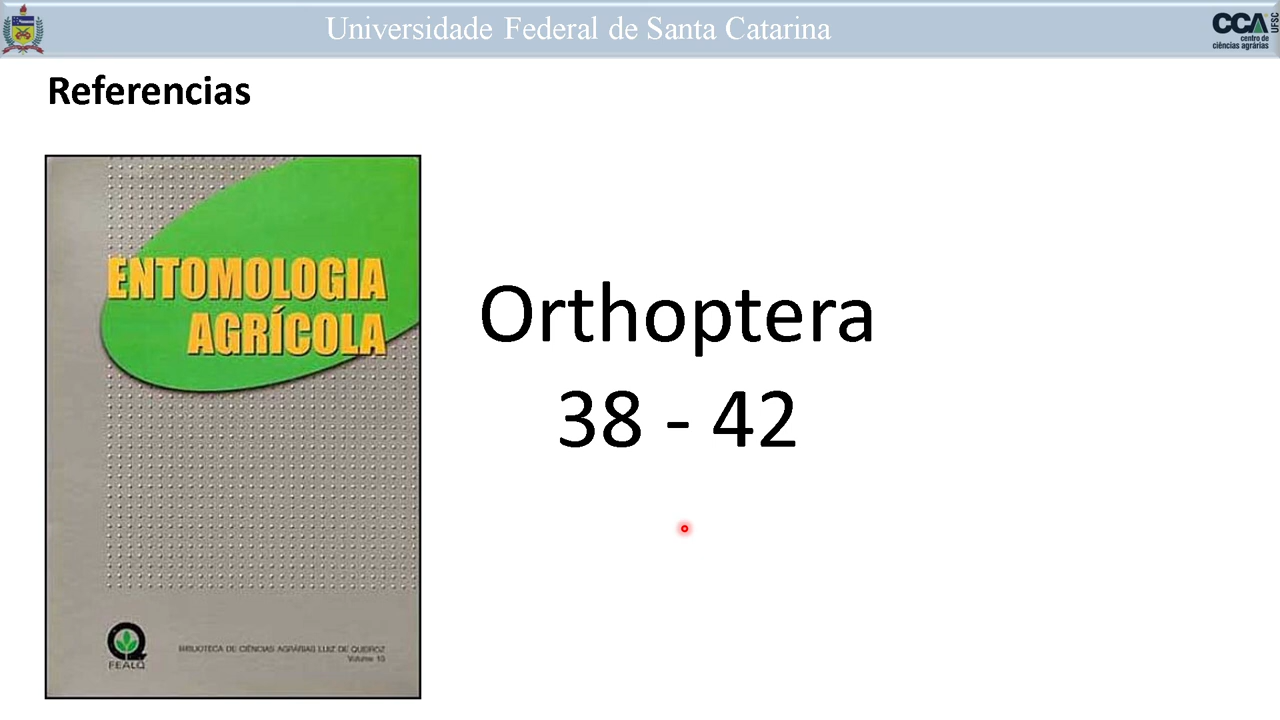 Universidade Federal de Santa Catarina
CCA
UFSC
centro de
ciências agrárias
Referencias
ENTOMOLOGIA
AGRÍCOLA
Orthoptera
38 - 42
FEALQ
BIBLIOTECA DE CIÊNCIAS AGRÁRIAS LUIZ DE QUEIROZ
Volume 10